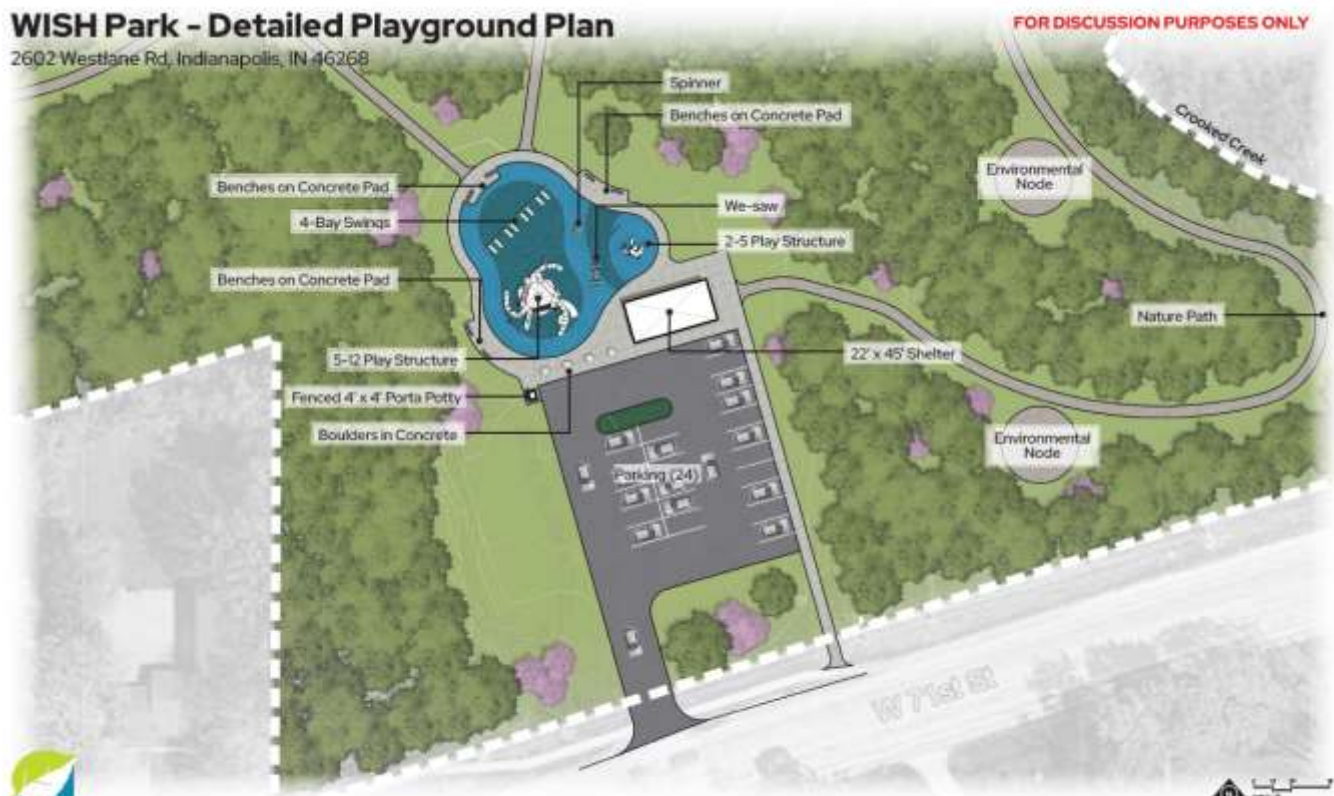 WISH Park - Detailed Playground Plan
FOR DISCUSSION PURPOSES ONLY
2602 Westlane Rd, Indianapolis, IN 46268
Spinner
Benches on Concrete Pad
Crooked Creek
Environmental
Node
Benches on Concrete Pad
4-Bay Swings
We-saw
2-5 Play Structure
Benches on Concrete Pad
Nature Path
5-12 Play Structure
22' x 45' Shelter
Fenced 4' x 4' Porta Potty
Boulders in Concrete
Environmental
Node
Parking (24)
W 71st St
N